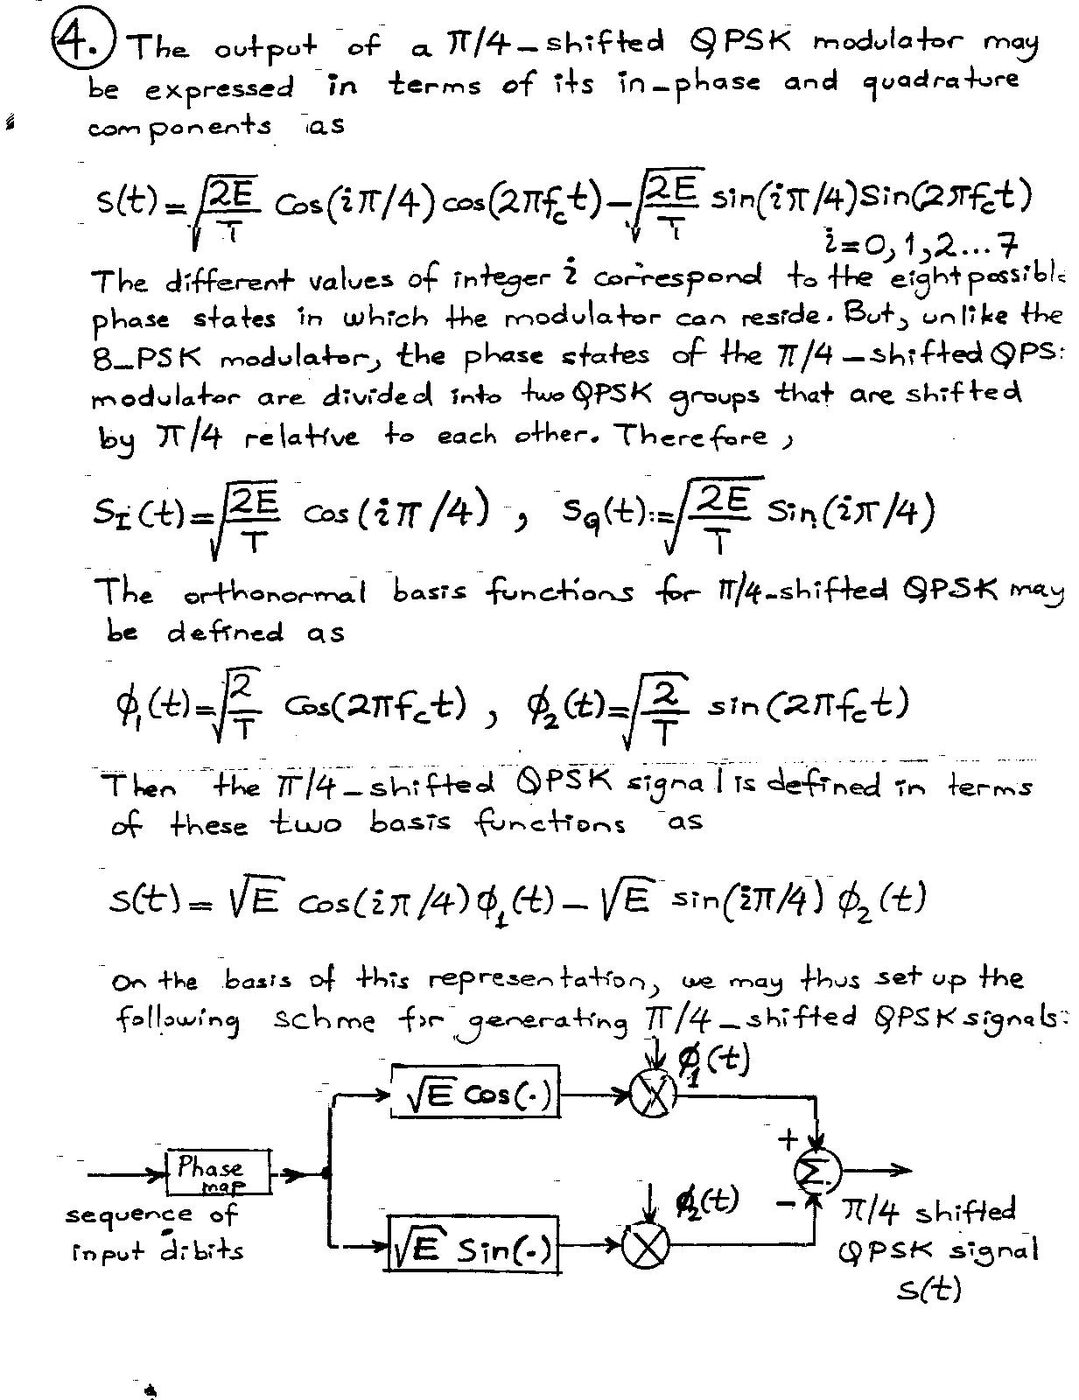 4. The output of a π/4-shifted QPSK modulator may
be expressed in terms of its in-phase and quadrature
components as
s(t) = √(2E/T) cos(iπ/4) cos(2πf_c t) - √(2E/T) sin(iπ/4) Sin(2πf_c t)
i=0,1,2...7
The different values of integer i correspond to the eight possible
phase states in which the modulator can reside. But, unlike the
8-PSK modulator, the phase states of the π/4-shifted QPS
modulator are divided into two QPSK groups that are shifted
by π/4 relative to each other. Therefore,
S_I(t) = √(2E/T) cos(iπ/4), S_Q(t) = √(2E/T) Sin(iπ/4)
The orthonormal basis functions for π/4-shifted QPSK may
be defined as
ϕ_1(t) = √(2/T) Cos(2πf_c t), ϕ_2(t) = √(2/T) sin(2πf_c t)
Then the π/4-shifted QPSK signal is defined in terms
of these two basis functions as
s(t) = √E cos(iπ/4) ϕ_1(t) - √E sin(iπ/4) ϕ_2(t)
On the basis of this representation, we may thus set up the
following schme for generating π/4-shifted QPSK signals:
ϕ_1(t)
√E Cos(·)
+
Phase
map
Σ
sequence of
input dibits
ϕ_2(t)
-
√E Sin(·)
π/4 shifted
QPSK signal
s(t)